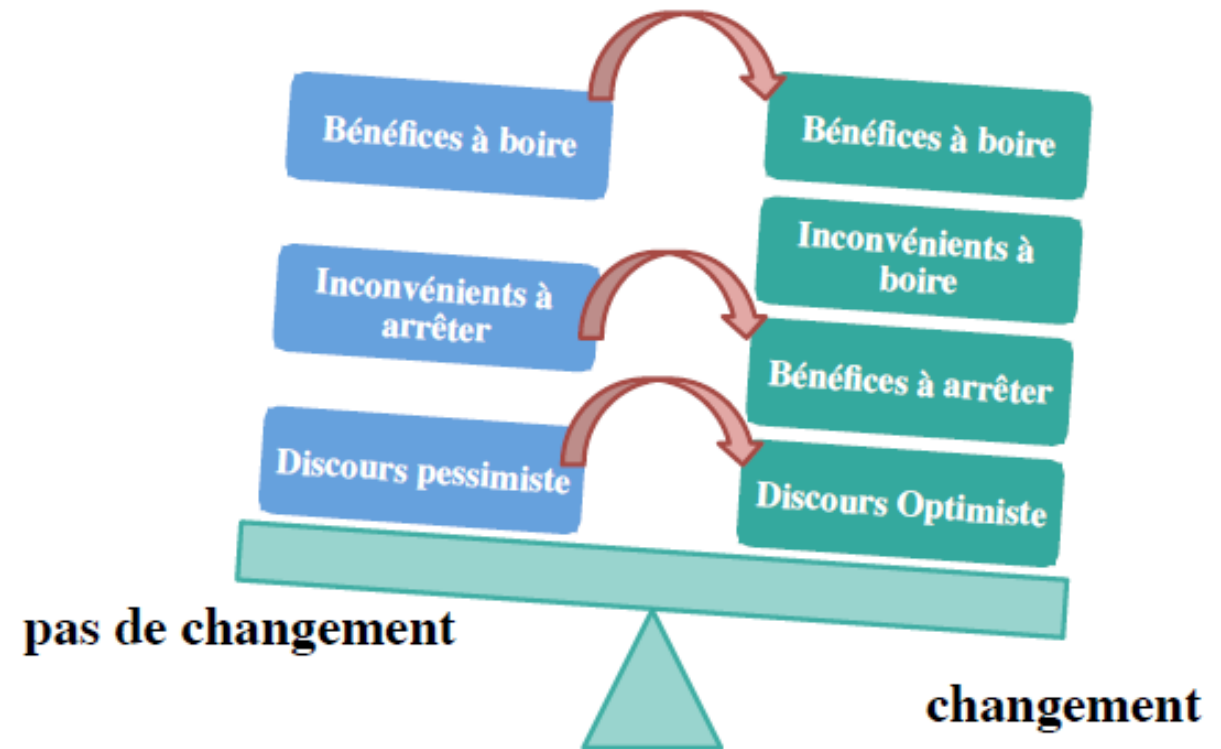 Bénéfices à boire
Inconvénients à
arrêter
Discours pessimiste
Bénéfices à boire
Inconvénients à
boire
Bénéfices à arrêter
Discours Optimiste
pas de changement
changement